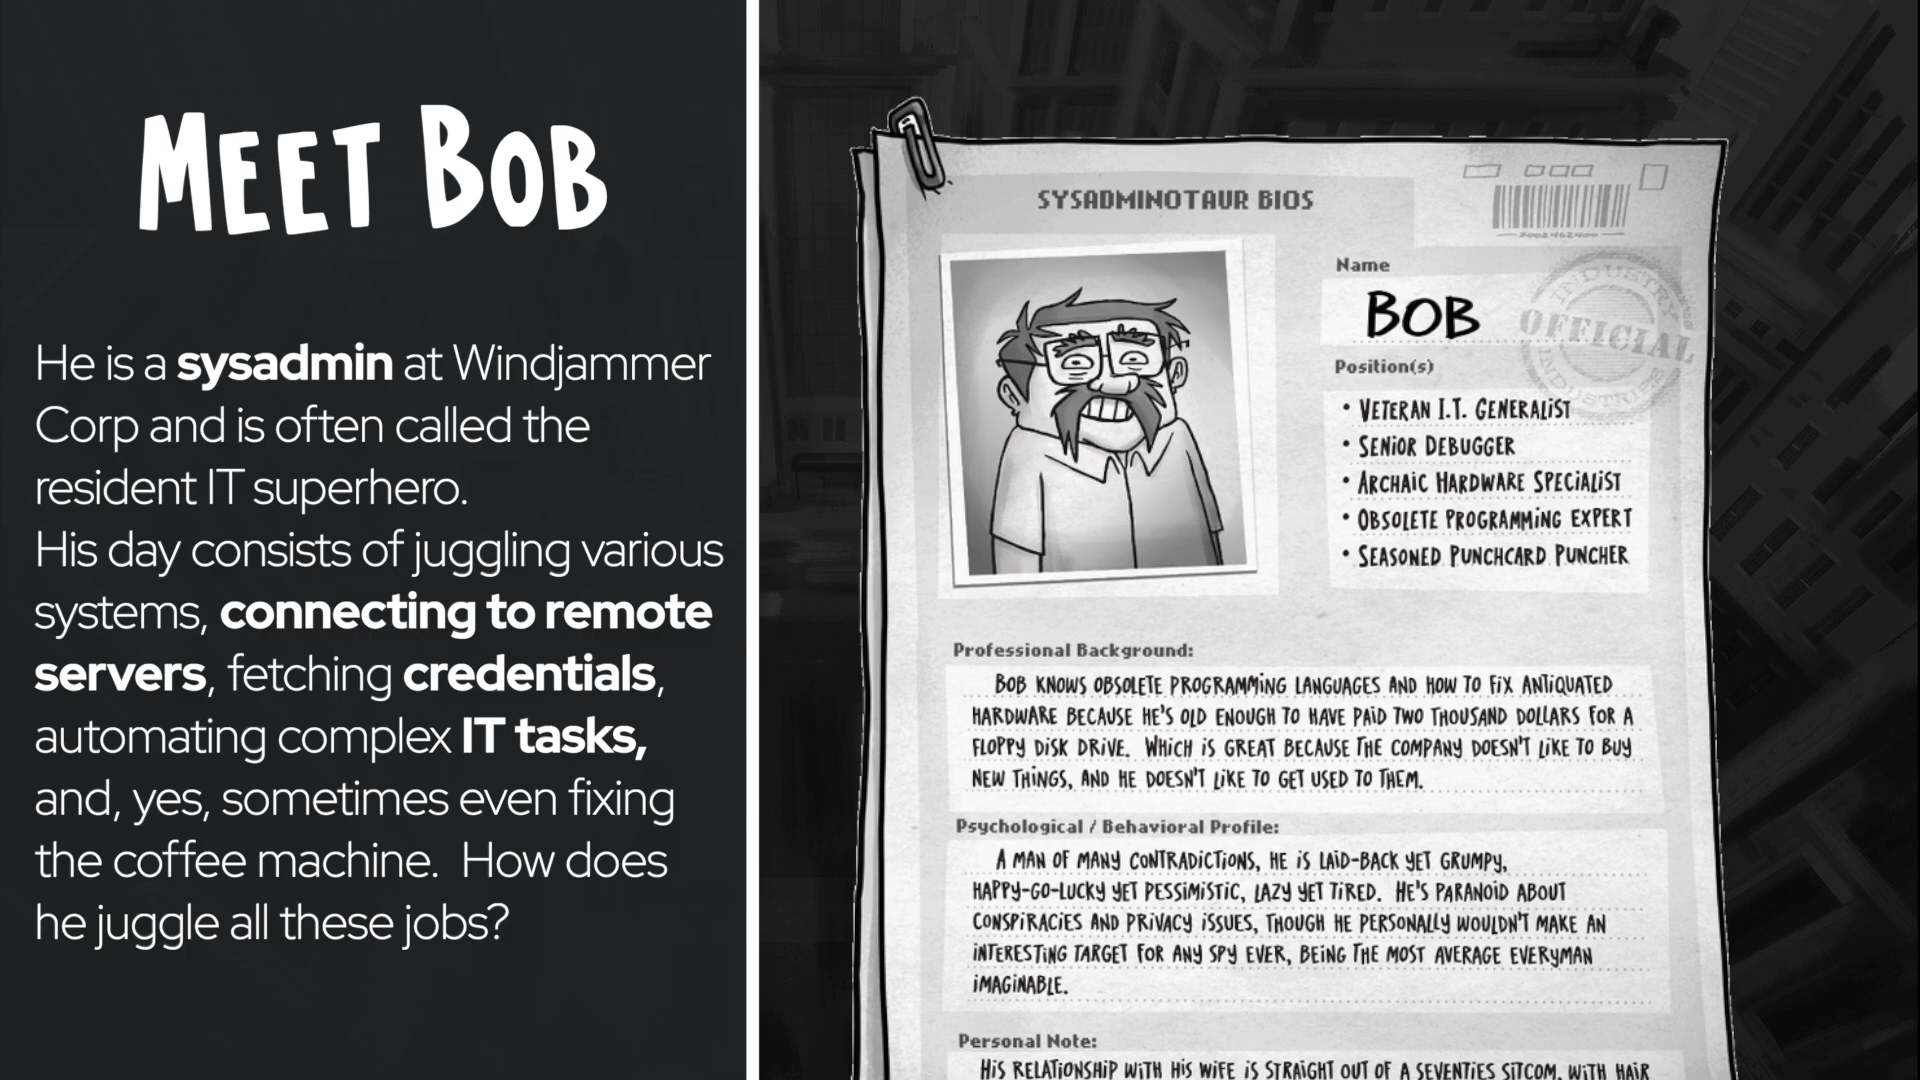 MEET BOB
He is a sysadmin at Windjammer
Corp and is often called the
resident IT superhero.
His day consists of juggling various
systems, connecting to remote
servers, fetching credentials,
automating complex IT tasks,
and, yes, sometimes even fixing
the coffee machine.  How does
he juggle all these jobs?
SYSADMINOTAUR BIOS
Name
BOB
ITDUSTRY
OFFICIAL
INDUSTRIES
Position(s)
• VETERAN I.T. GENERALIST
• SENIOR DEBUGGER
• ARCHAIC HARDWARE SPECIALIST
• OBSOLETE PROGRAMMING EXPERT
• SEASONED PUNCHCARD PUNCHER
Professional Background:
BOB KNOWS OBSOLETE PROGRAMMING LANGUAGES AND HOW TO FIX ANTIQUATED
HARDWARE BECAUSE HE'S OLD ENOUGH TO HAVE PAID TWO THOUSAND DOLLARS FOR A
FLOPPY DISK DRIVE.  WHICH IS GREAT BECAUSE THE COMPANY DOESN'T LIKE TO BUY
NEW THINGS, AND HE DOESN'T LIKE TO GET USED TO THEM.
Psychological / Behavioral Profile:
A MAN OF MANY CONTRADICTIONS, HE IS LAID-BACK YET GRUMPY,
HAPPY-GO-LUCKY YET PESSIMISTIC, LAZY YET TIRED.  HE'S PARANOID ABOUT
CONSPIRACIES AND PRIVACY ISSUES, THOUGH HE PERSONALLY WOULDN'T MAKE AN
INTERESTING TARGET FOR ANY SPY EVER, BEING THE MOST AVERAGE EVERYMAN
IMAGINABLE.
Personal Note:
HIS RELATIONSHIP WITH HIS WIFE IS STRAIGHT OUT OF A SEVENTIES SITCOM, WITH HAIR